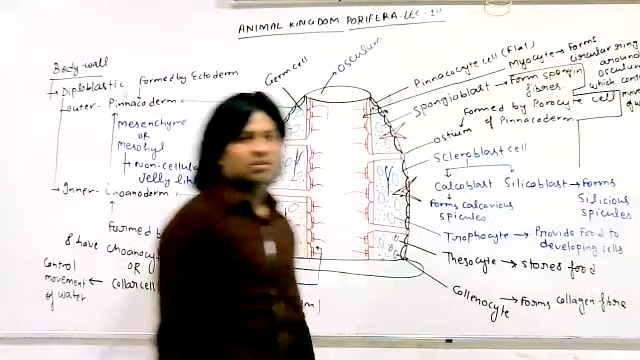 ANIMAL KINGDOM PORIFERA
Body wall
Diploblastic
formed by Ectoderm
outer- Pinnacoderm
Mesenchyme
OR
Mesohyl
Non-cellular
Jelly like
Inner- Choanoderm
Formed by
& have choanocyte
OR
Collar cell
Control
movement
of water
Germ cell
Osculum
Pinnacocyte cell (Flat)
Myocyte → Forms
circular ring
around
osculum
which control
Spongioblast → Form spongin
fibres.
Ostium → Formed by Porocyte cell
of Pinnacoderm
Scleroblast cell
Calcoblast Silicoblast → Forms
Silicious
spicules.
Forms calcarious
spicules
Trophocyte → Provide food to
developing cells
Thesocyte → stores food
Collenocyte → Forms collagen fibre